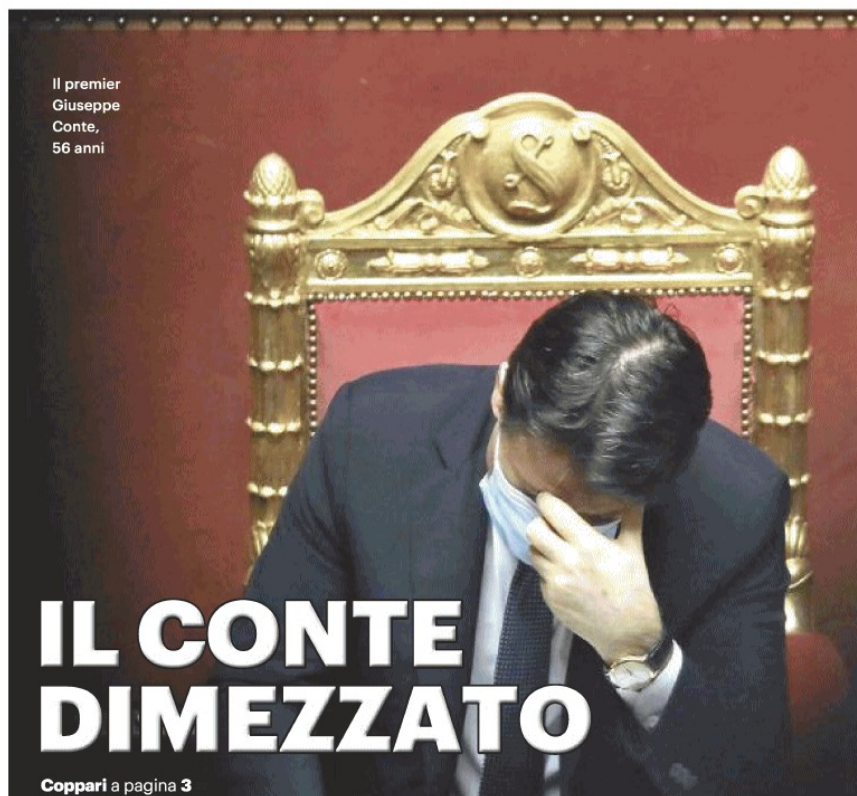 Il premier
Giuseppe
Conte,
56 anni
IL CONTE
DIMEZZATO
Coppari a pagina 3